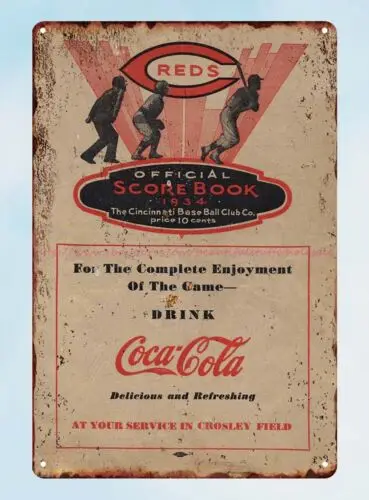 REDS
OFFICIAL
SCORE BOOK
1934
The Cincinnati Base Ball Club Co.
price 10 cents
For The Complete Enjoyment
Of The Game—
DRINK
Coca-Cola
Delicious and Refreshing
AT YOUR SERVICE IN CROSLEY FIELD